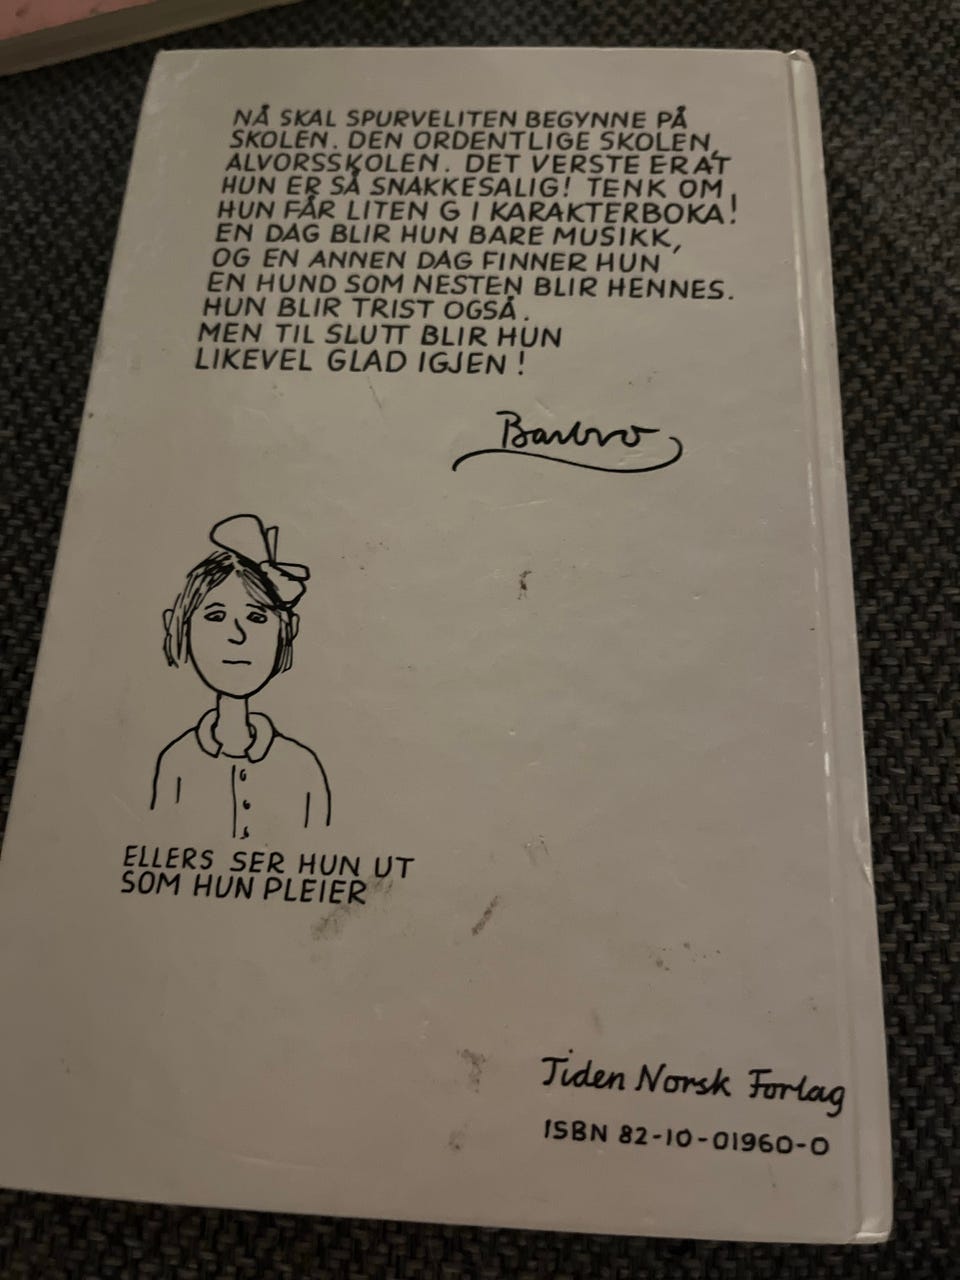 NÅ SKAL SPURVELITEN BEGYNNE PÅ
SKOLEN. DEN ORDENTLIGE SKOLEN,
ALVORSSKOLEN. DET VERSTE ER AT
HUN ER SÅ SNAKKESALIG! TENK OM
HUN FÅR LITEN G I KARAKTERBOKA!
EN DAG BLIR HUN BARE MUSIKK,
OG EN ANNEN DAG FINNER HUN
EN HUND SOM NESTEN BLIR HENNES.
HUN BLIR TRIST OGSÅ.
MEN TIL SLUTT BLIR HUN
LIKEVEL GLAD IGJEN!
Barbro
ELLERS SER HUN UT
SOM HUN PLEIER
Tiden Norsk Forlag
ISBN 82-10-01960-0